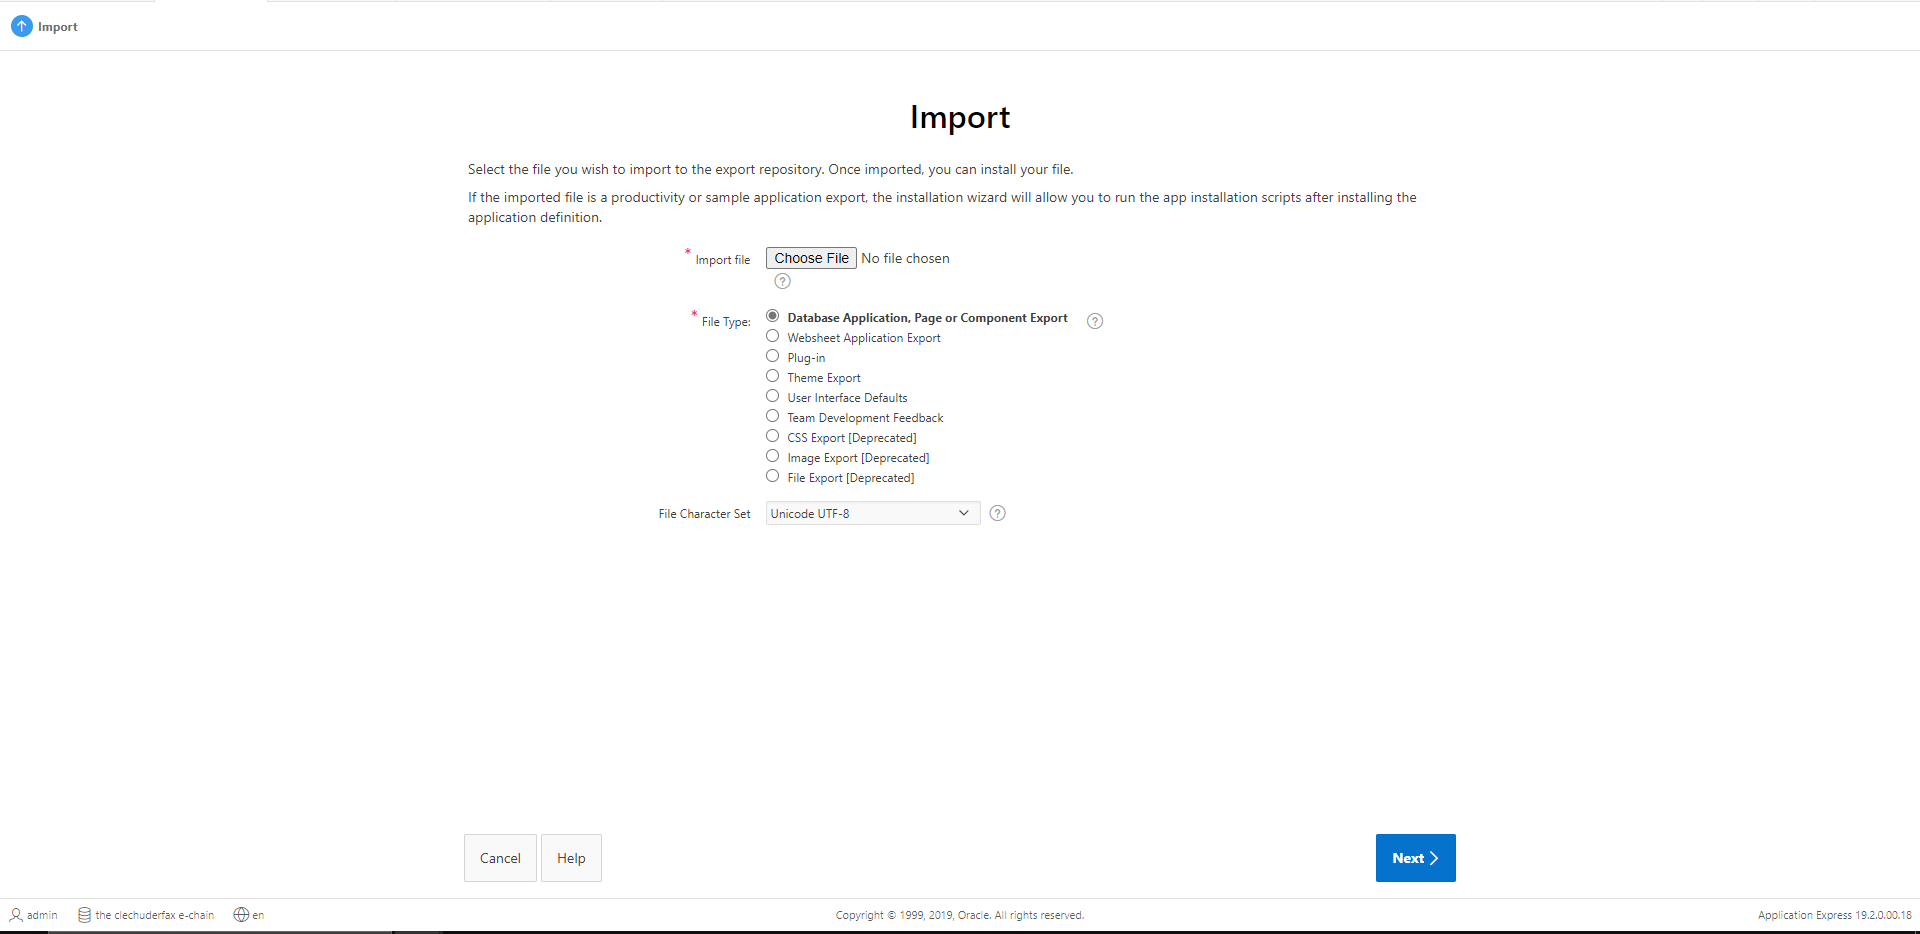 Import
Import
Select the file you wish to import to the export repository. Once imported, you can install your file.
If the imported file is a productivity or sample application export, the installation wizard will allow you to run the app installation scripts after installing the
application definition.
* Import file Choose File No file chosen
?
* File Type: Database Application, Page or Component Export ?
Websheet Application Export
Plug-in
Theme Export
User Interface Defaults
Team Development Feedback
CSS Export [Deprecated]
Image Export [Deprecated]
File Export [Deprecated]
File Character Set Unicode UTF-8 ?
Cancel Help Next
admin the clechuderfax e-chain en Copyright © 1999, 2019, Oracle. All rights reserved. Application Express 19.2.0.00.18